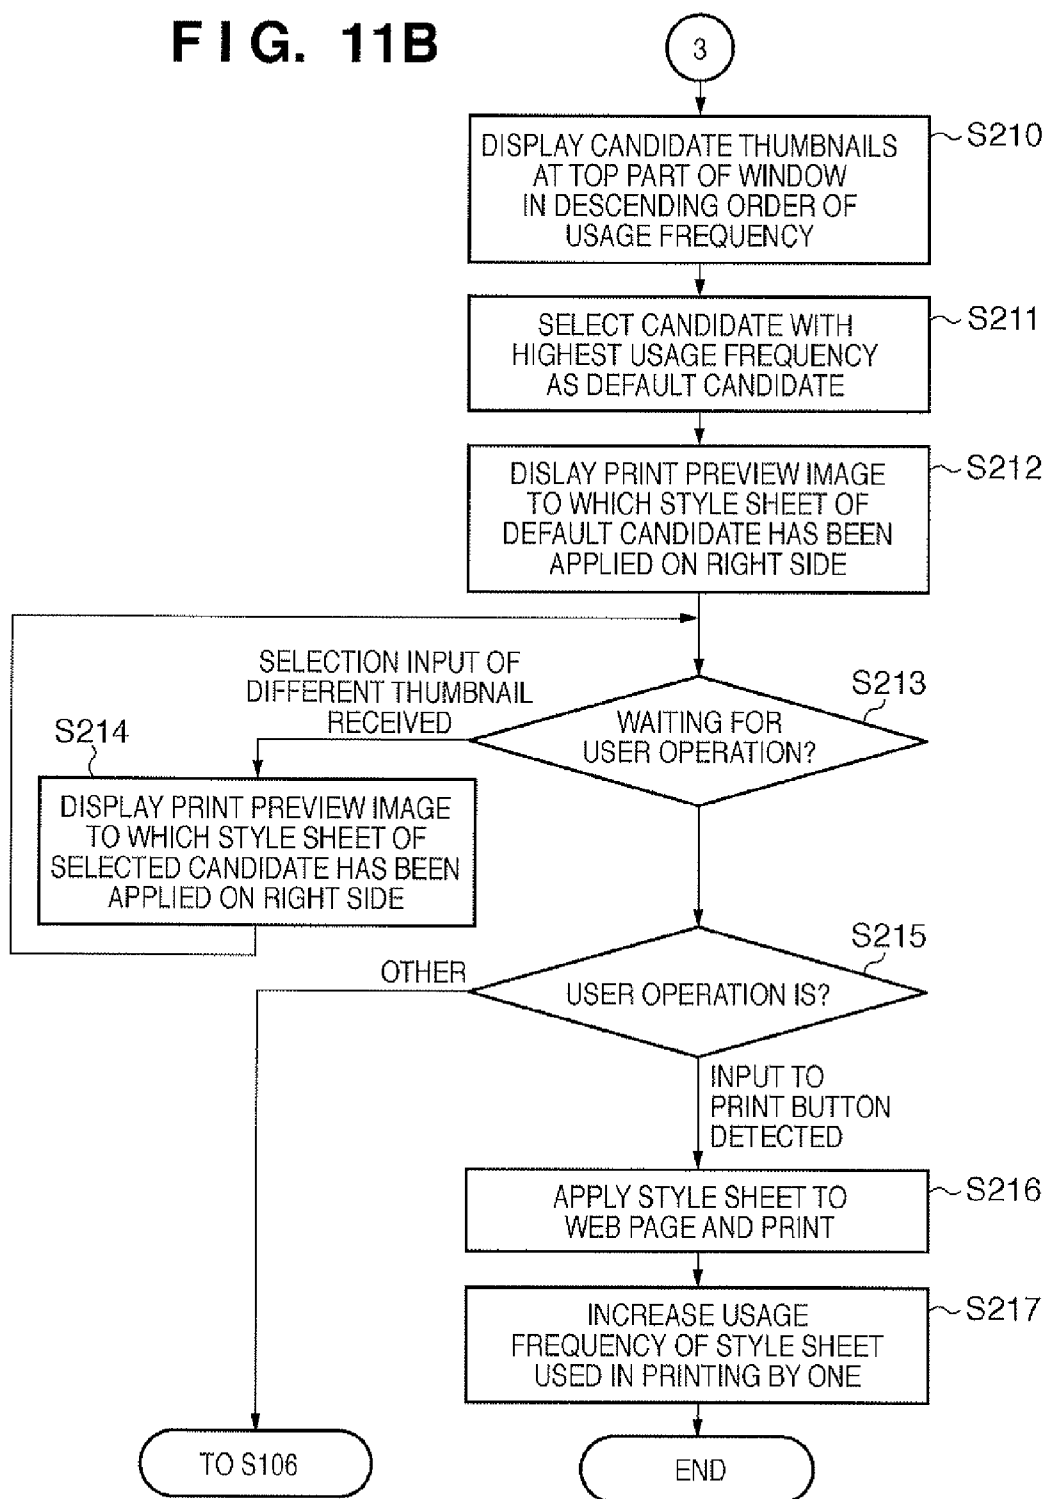 FIG. 11B
3
DISPLAY CANDIDATE THUMBNAILS
AT TOP PART OF WINDOW
IN DESCENDING ORDER OF
USAGE FREQUENCY
S210
SELECT CANDIDATE WITH
HIGHEST USAGE FREQUENCY
AS DEFAULT CANDIDATE
S211
DISLAY PRINT PREVIEW IMAGE
TO WHICH STYLE SHEET OF
DEFAULT CANDIDATE HAS BEEN
APPLIED ON RIGHT SIDE
S212
SELECTION INPUT OF
DIFFERENT THUMBNAIL
RECEIVED
WAITING FOR
USER OPERATION?
S213
S214
DISPLAY PRINT PREVIEW IMAGE
TO WHICH STYLE SHEET OF
SELECTED CANDIDATE HAS BEEN
APPLIED ON RIGHT SIDE
S215
OTHER
USER OPERATION IS?
INPUT TO
PRINT BUTTON
DETECTED
APPLY STYLE SHEET TO
WEB PAGE AND PRINT
S216
INCREASE USAGE
FREQUENCY OF STYLE SHEET
USED IN PRINTING BY ONE
S217
TO S106
END